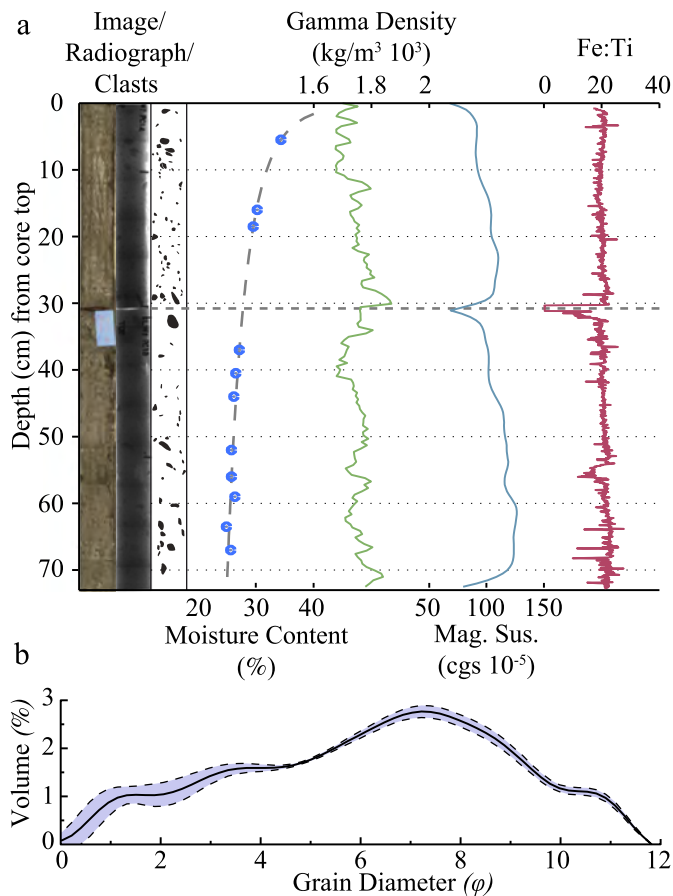 a
Image/
Radiograph/
Clasts
Gamma Density
(kg/m³ 10³)
1.6 1.8 2
Fe:Ti
0 20 40
Depth (cm) from core top
0
10
20
30
40
50
60
70
20 30 40
Moisture Content
(%)
50 100 150
Mag. Sus.
(cgs 10⁻⁵)
b
Volume (%)
3
2
1
0
0 2 4 6 8 10 12
Grain Diameter (φ)